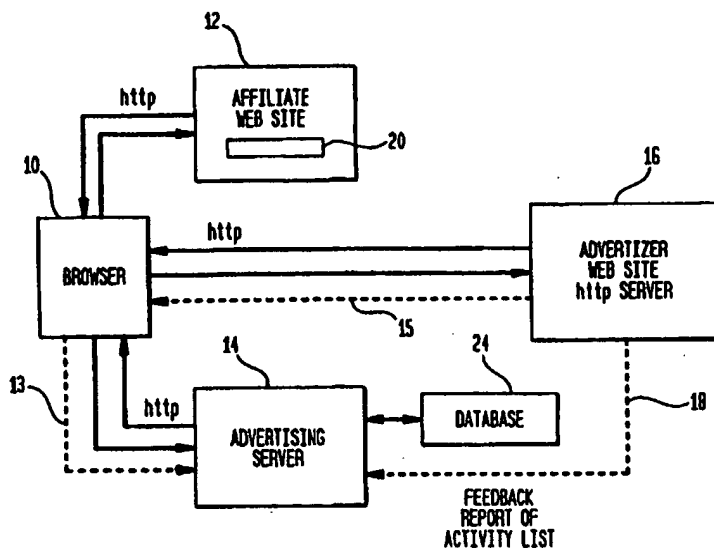 12
http
AFFILIATE
WEB SITE
20
10
16
http
BROWSER
ADVERTIZER
WEB SITE
http SERVER
15
14
24
13
http
18
ADVERTISING
SERVER
DATABASE
FEEDBACK
REPORT OF
ACTIVITY LIST